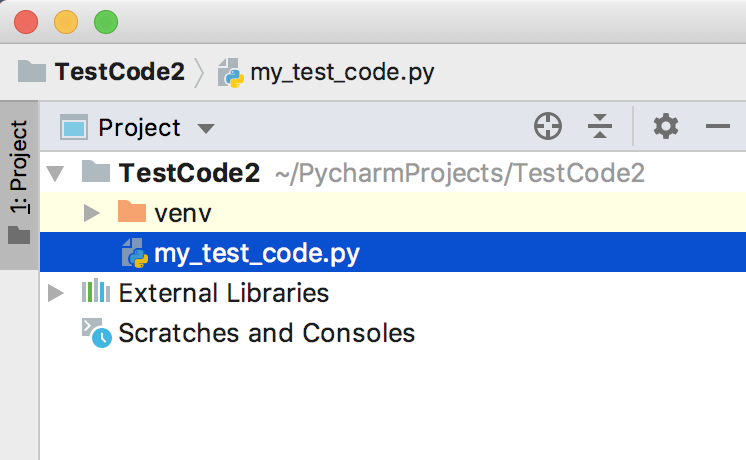 TestCode2 my_test_code.py
1: Project
Project
TestCode2 ~/PycharmProjects/TestCode2
venv
my_test_code.py
External Libraries
Scratches and Consoles